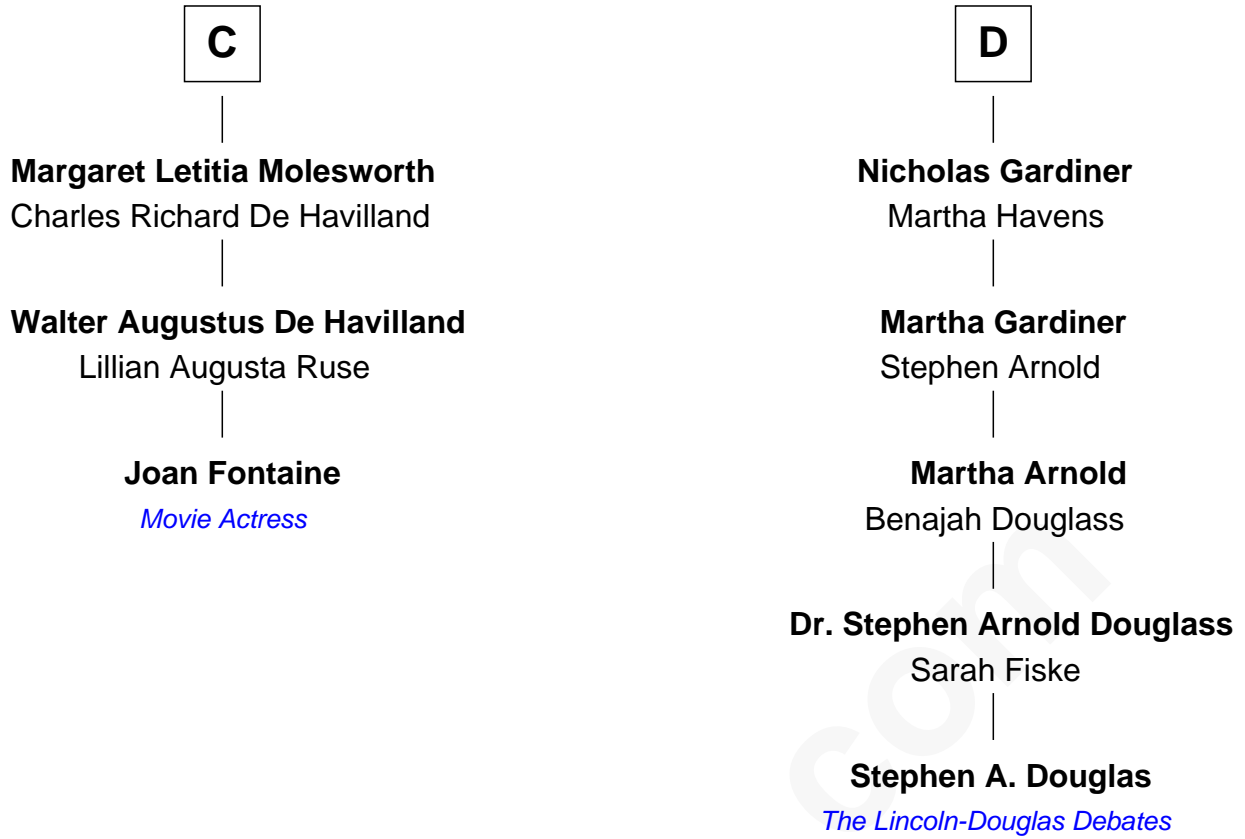 C
Margaret Letitia Molesworth
Charles Richard De Havilland
Walter Augustus De Havilland
Lillian Augusta Ruse
Joan Fontaine
Movie Actress
D
Nicholas Gardiner
Martha Havens
Martha Gardiner
Stephen Arnold
Martha Arnold
Benajah Douglass
Dr. Stephen Arnold Douglass
Sarah Fiske
Stephen A. Douglas
The Lincoln-Douglas Debates
com